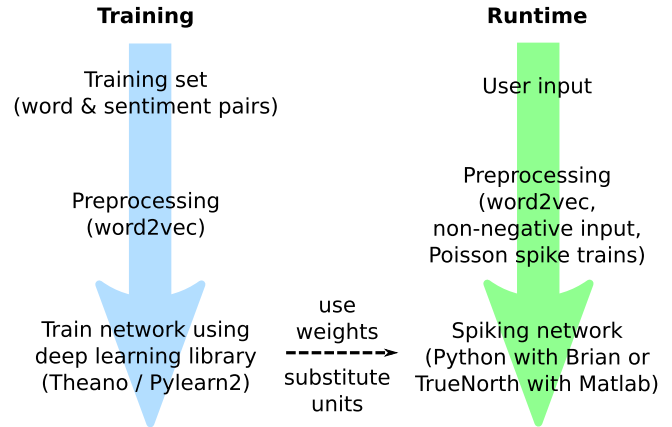 Training
Training set
(word & sentiment pairs)
Preprocessing
(word2vec)
Train network using
deep learning library
(Theano / Pylearn2)
use
weights
substitute
units
Runtime
User input
Preprocessing
(word2vec,
non-negative input,
Poisson spike trains)
Spiking network
(Python with Brian or
TrueNorth with Matlab)